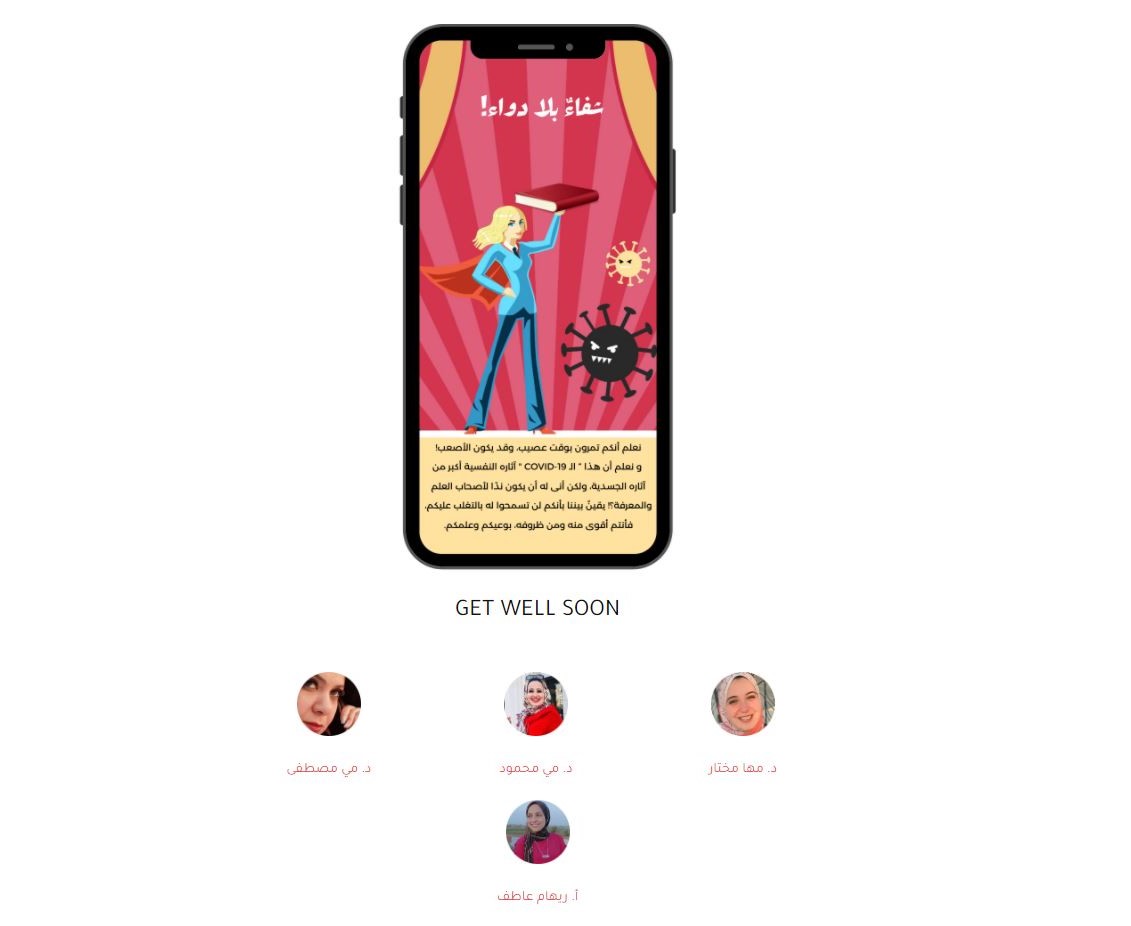 شفاءٌ بلا دواء!
نعلم أنكم تمرون بوقت عصيب، وقد يكون الأصعب!
و نعلم أن هذا " الـ COVID-19 " آثاره النفسية أكبر من
آثاره الجسدية، ولكن أنى له أن يكون ندًا لأصحاب العلم
والمعرفة؟! يقينٌ بيننا بأنكم لن تسمحوا له بالتغلب عليكم،
فأنتم أقوى منه ومن ظروفه، بوعيكم وعلمكم.
GET WELL SOON
د. مها مختار
د. مي محمود
د. مي مصطفى
أ. ريهام عاطف